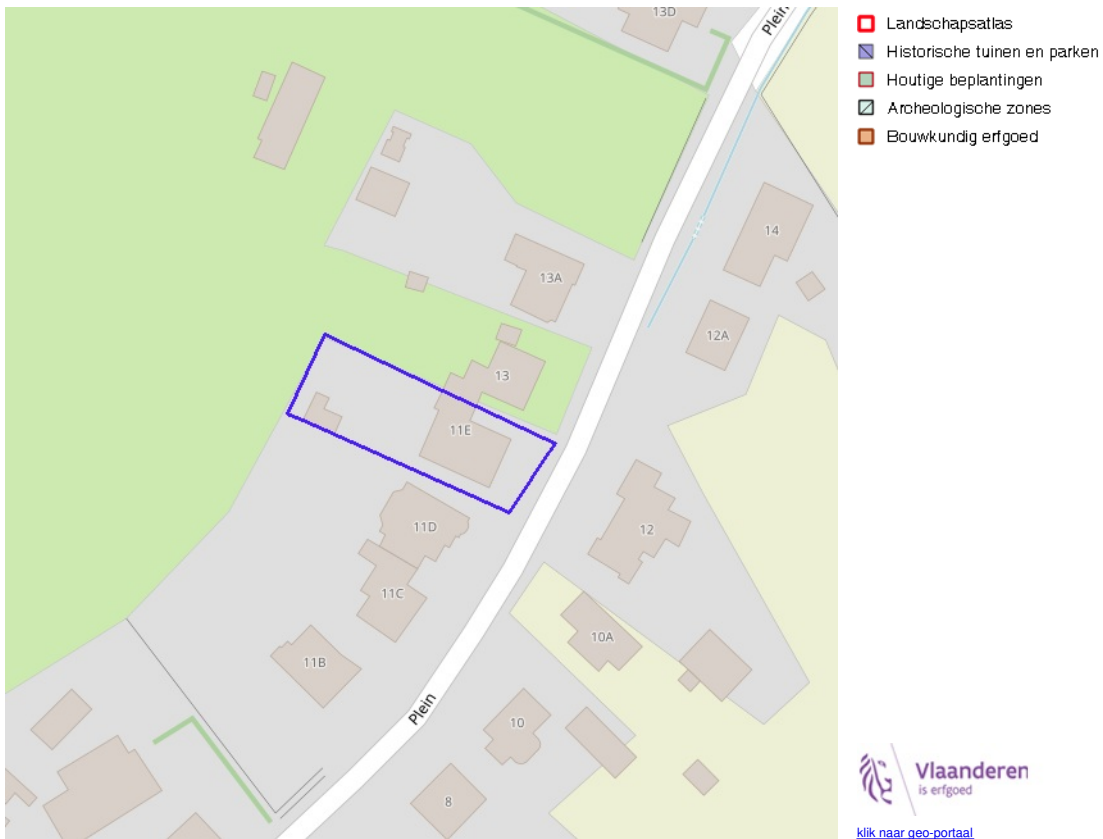 13D
Plein
Landschapsatlas
Historische tuinen en parken
Houtige beplantingen
Archeologische zones
Bouwkundig erfgoed
14
13A
12A
13
11E
11D
12
11C
10A
11B
Plein
10
8
Vlaanderen
is erfgoed
klik naar geo-portaal